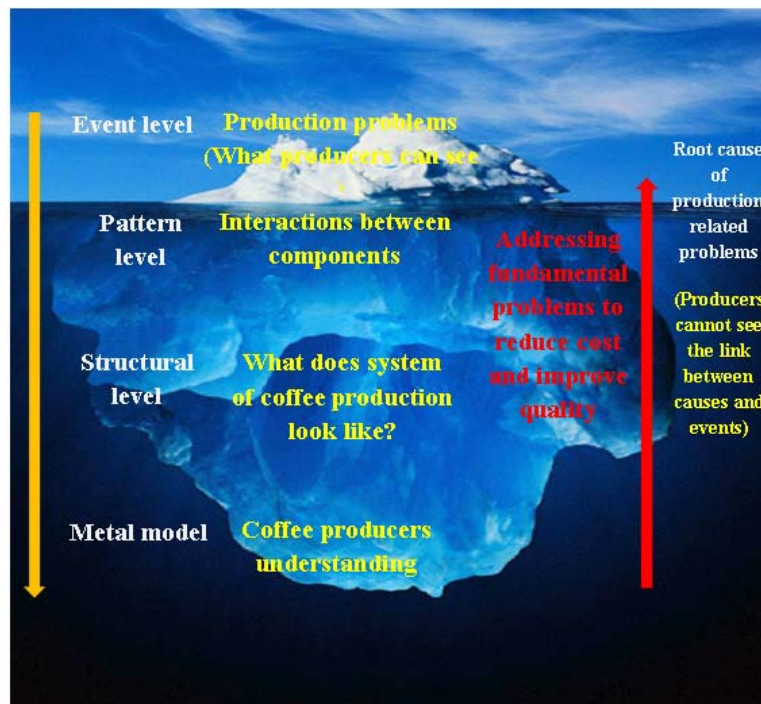 Event level
Production problems
(What producers can see
Pattern
level
Interactions between
components
Structural
level
What does system
of coffee production
look like?
Metal model
Coffee producers
understanding
Addressing
fundamental
problems to
reduce cost
and improve
quality
Root cause
of
production
related
problems
(Producers
cannot see
the link
between
causes and
events)